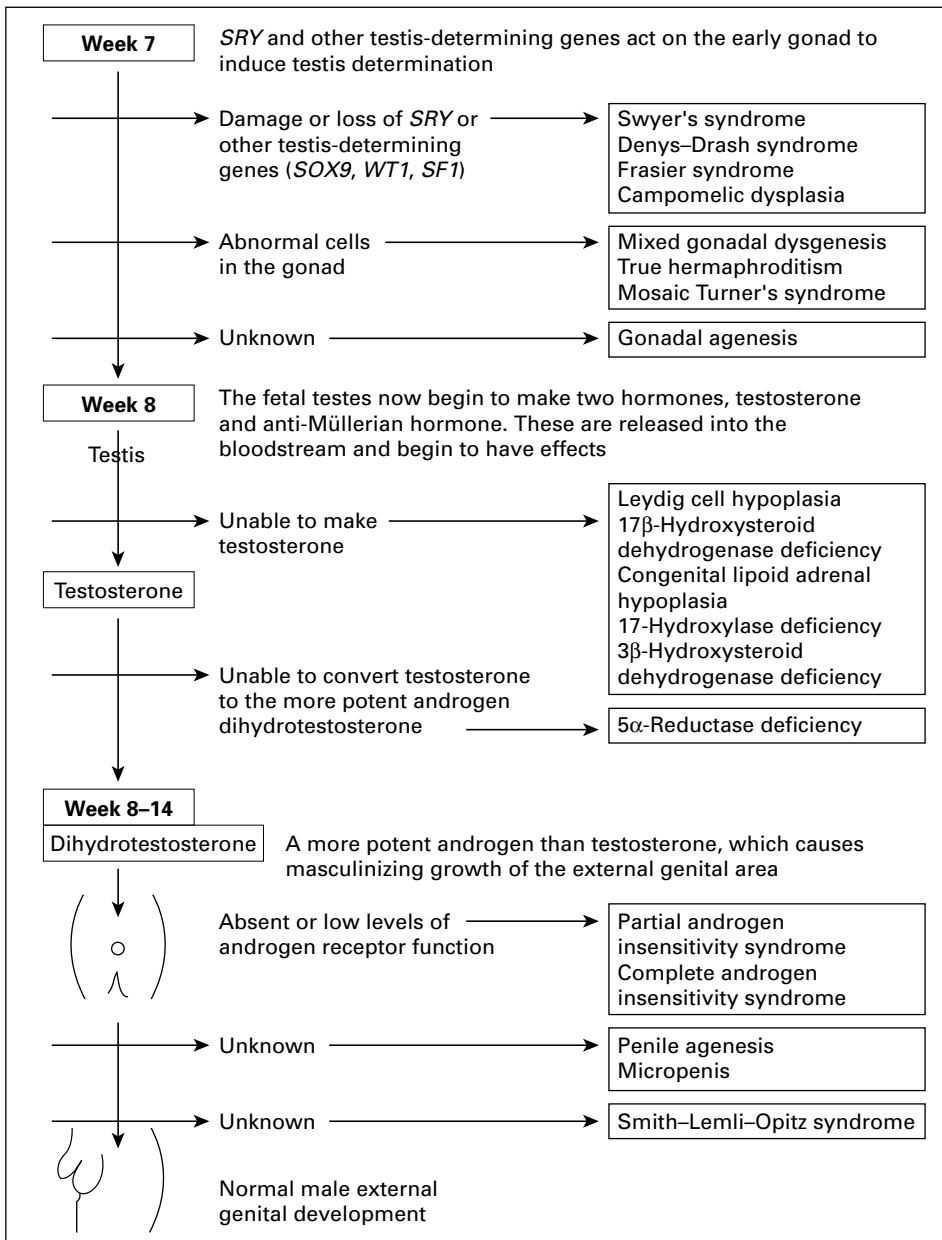 Week 7
SRY and other testis-determining genes act on the early gonad to
induce testis determination
Damage or loss of SRY or
other testis-determining
genes (SOX9, WT1, SF1)
Swyer's syndrome
Denys–Drash syndrome
Frasier syndrome
Campomelic dysplasia
Abnormal cells
in the gonad
Mixed gonadal dysgenesis
True hermaphroditism
Mosaic Turner's syndrome
Unknown
Gonadal agenesis
Week 8
The fetal testes now begin to make two hormones, testosterone
and anti-Müllerian hormone. These are released into the
bloodstream and begin to have effects
Testis
Unable to make
testosterone
Leydig cell hypoplasia
17β-Hydroxysteroid
dehydrogenase deficiency
Congenital lipoid adrenal
hypoplasia
17-Hydroxylase deficiency
3β-Hydroxysteroid
dehydrogenase deficiency
Testosterone
Unable to convert testosterone
to the more potent androgen
dihydrotestosterone
5α-Reductase deficiency
Week 8–14
Dihydrotestosterone
A more potent androgen than testosterone, which causes
masculinizing growth of the external genital area
Absent or low levels of
androgen receptor function
Partial androgen
insensitivity syndrome
Complete androgen
insensitivity syndrome
Unknown
Penile agenesis
Micropenis
Unknown
Smith–Lemli–Opitz syndrome
Normal male external
genital development